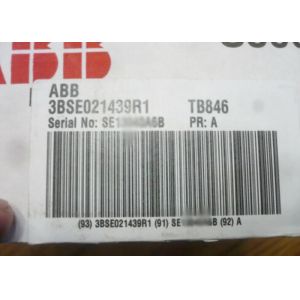 ABB
ABB
3BSE021439R1 TB846
Serial No: PR: A
(93) 3BSE021439R1 (91) (92) A